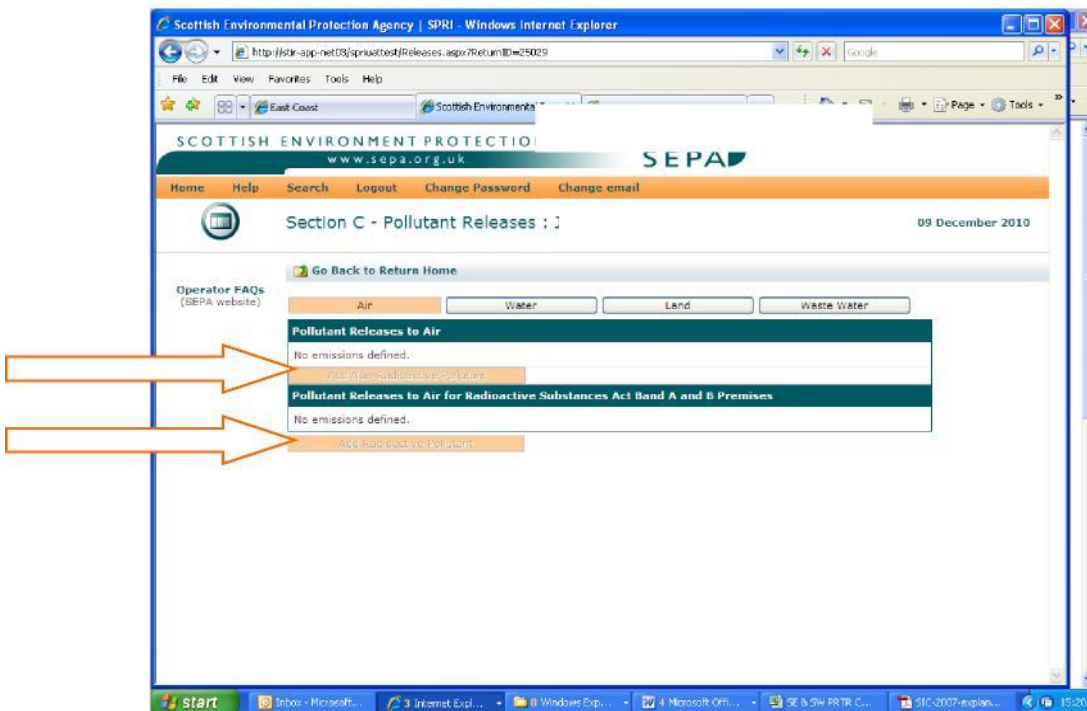 Scottish Environmental Protection Agency | SPRI - Windows Internet Explorer
http://stir-app-net03/spriuattest/Releases.aspx?ReturnID=25029
Google
File Edit View Favorites Tools Help
East Coast Scottish Environmental Page Tools
SCOTTISH ENVIRONMENT PROTECTIO
www.sepa.org.uk
SEPA
Home Help Search Logout Change Password Change email
Section C - Pollutant Releases :
09 December 2010
Go Back to Return Home
Operator FAQs
(SEPA website)
Air Water Land Waste Water
Pollutant Releases to Air
No emissions defined.
Add Non-Radioactive Pollutant
Pollutant Releases to Air for Radioactive Substances Act Band A and B Premises
No emissions defined.
Add Radioactive Pollutant
start Inbox - Microsoft... 3 Internet Expl... 8 Windows Exp... 4 Microsoft Offi... SE & SW PRTR C... SIC-2007-explan... 15:20